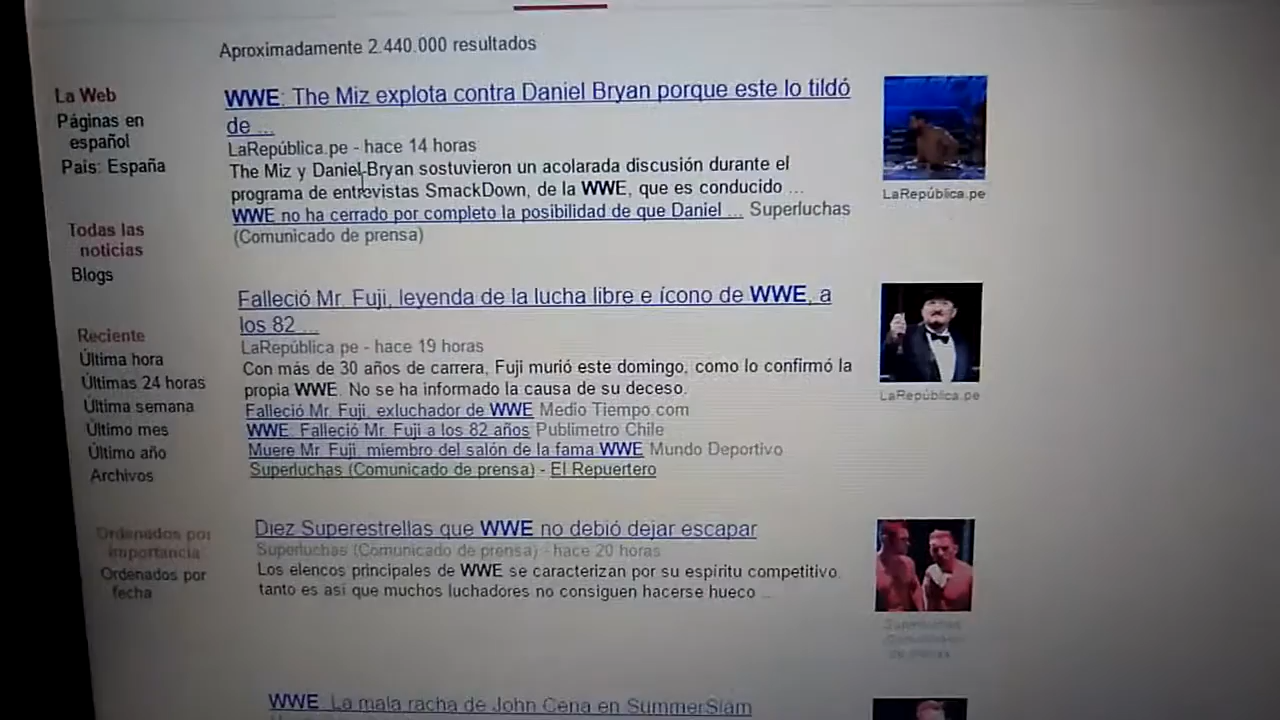 Aproximadamente 2.440.000 resultados
La Web
Páginas en
español
País: España
Todas las
noticias
Blogs
Reciente
Última hora
Últimas 24 horas
Última semana
Último mes
Último año
Archivos
Ordenados por
importancia
Ordenados por
fecha
WWE: The Miz explota contra Daniel Bryan porque este lo tildó
de ...
LaRepública.pe - hace 14 horas
The Miz y Daniel Bryan sostuvieron un acolarada discusión durante el
programa de entrevistas SmackDown, de la WWE, que es conducido ...
WWE no ha cerrado por completo la posibilidad de que Daniel ... Superluchas
(Comunicado de prensa)
LaRepública.pe
Falleció Mr. Fuji, leyenda de la lucha libre e ícono de WWE, a
los 82 ...
LaRepública.pe - hace 19 horas
Con más de 30 años de carrera, Fuji murió este domingo, como lo confirmó la
propia WWE. No se ha informado la causa de su deceso.
Falleció Mr. Fuji, exluchador de WWE Medio Tiempo.com
WWE: Falleció Mr. Fuji a los 82 años Publimetro Chile
Muere Mr. Fuji, miembro del salón de la fama WWE Mundo Deportivo
Superluchas (Comunicado de prensa) - El Repuertero
LaRepública.pe
Diez Superestrellas que WWE no debió dejar escapar
Superluchas (Comunicado de prensa) - hace 20 horas
Los elencos principales de WWE se caracterizan por su espíritu competitivo,
tanto es así que muchos luchadores no consiguen hacerse hueco ...
Superluchas
(Comunicado
de prensa)
WWE: La mala racha de John Cena en SummerSlam